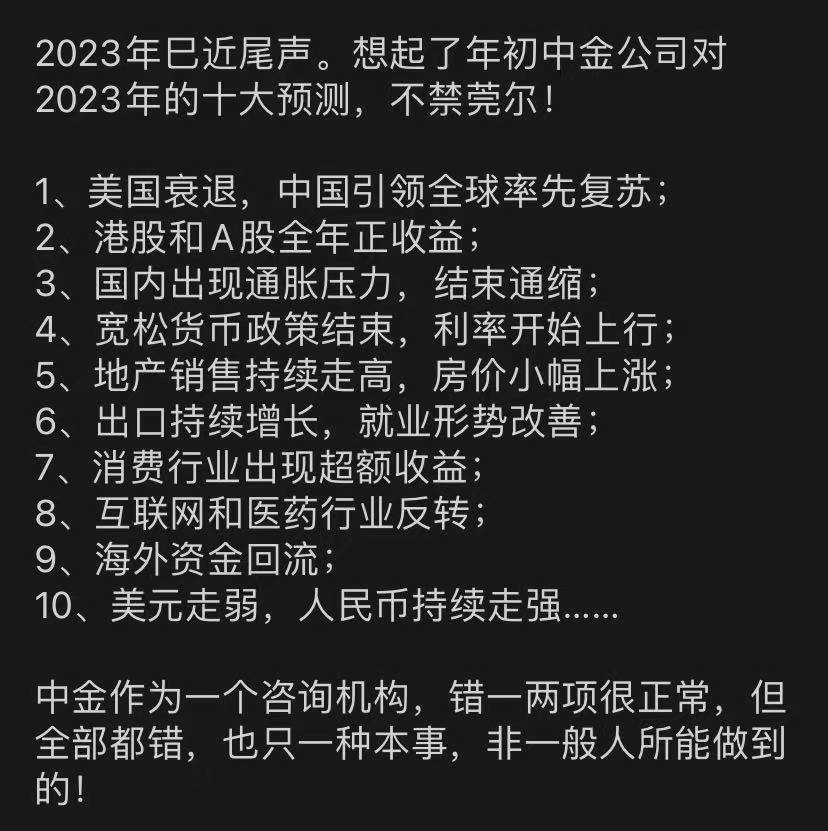 2023年巳近尾声。想起了年初中金公司对
2023年的十大预测，不禁莞尔！
1、美国衰退，中国引领全球率先复苏；
2、港股和A股全年正收益；
3、国内出现通胀压力，结束通缩；
4、宽松货币政策结束，利率开始上行；
5、地产销售持续走高，房价小幅上涨；
6、出口持续增长，就业形势改善；
7、消费行业出现超额收益；
8、互联网和医药行业反转；
9、海外资金回流；
10、美元走弱，人民币持续走强……
中金作为一个咨询机构，错一两项很正常，但
全部都错，也只一种本事，非一般人所能做到
的！